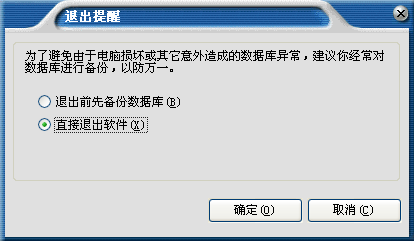 退出提醒
为了避免由于电脑损坏或其它意外造成的数据库异常，建议你经常对
数据库进行备份，以防万一。
退出前先备份数据库(B)
直接退出软件(X)
确定(O) 取消(C)